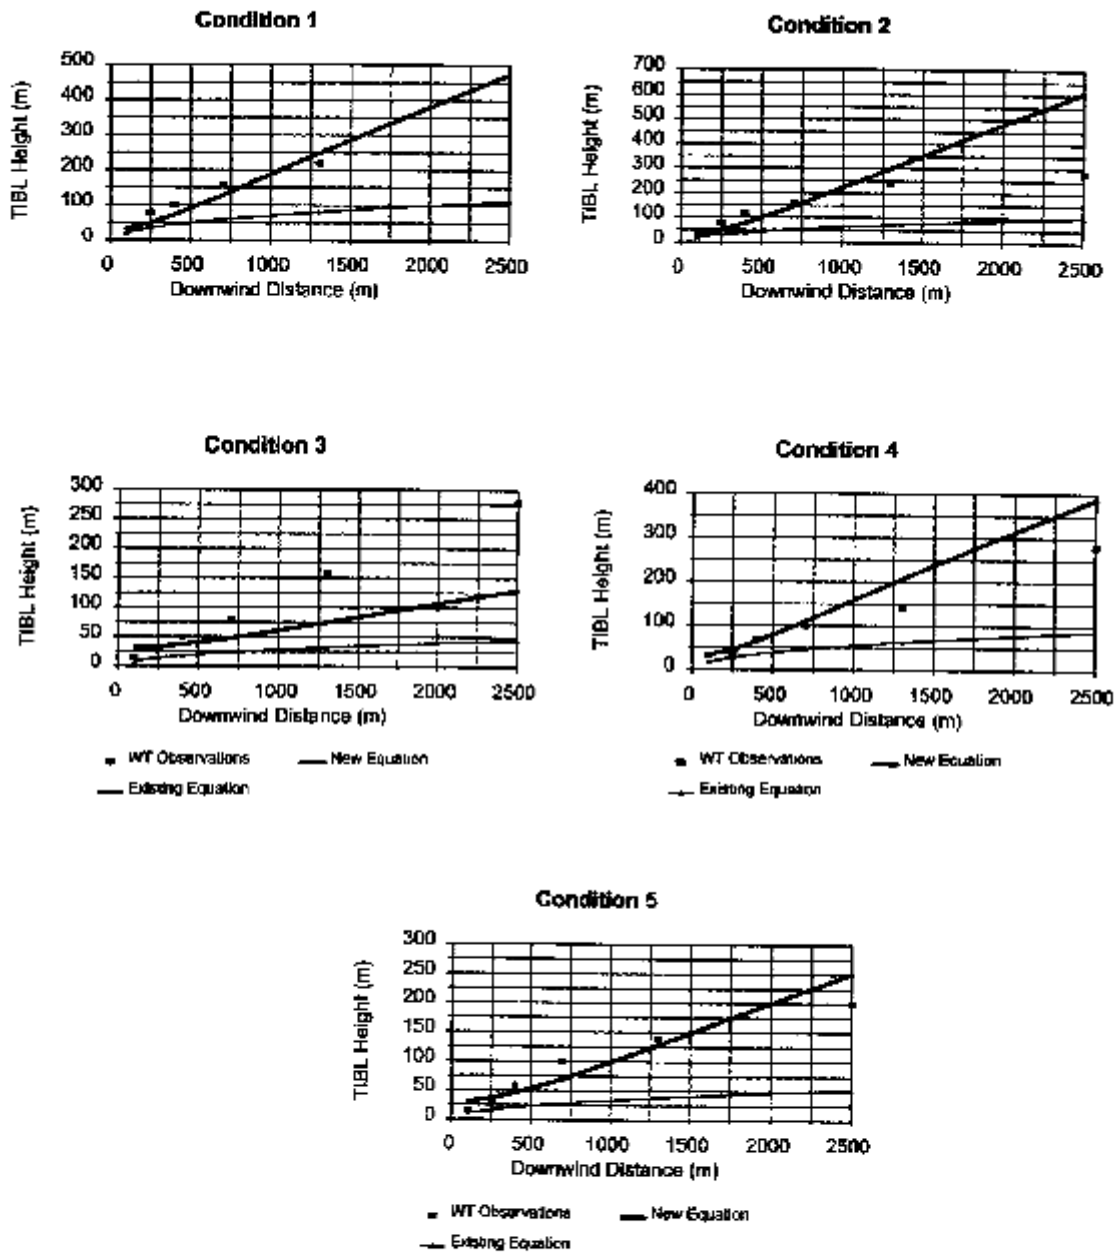 Condition 1
TIBL Height (m)
500
400
300
200
100
0
0 500 1000 1500 2000 2500
Downwind Distance (m)
Condition 2
TIBL Height (m)
700
600
500
400
300
200
100
0
0 500 1000 1500 2000 2500
Downwind Distance (m)
Condition 3
TIBL Height (m)
300
250
200
150
100
50
0
0 500 1000 1500 2000 2500
Downwind Distance (m)
WT Observations New Equation
Existing Equation
Condition 4
TIBL Height (m)
400
300
200
100
0
0 500 1000 1500 2000 2500
Downwind Distance (m)
WT Observations New Equation
Existing Equation
Condition 5
TIBL Height (m)
300
250
200
150
100
50
0
0 500 1000 1500 2000 2500
Downwind Distance (m)
WT Observations New Equation
Existing Equation